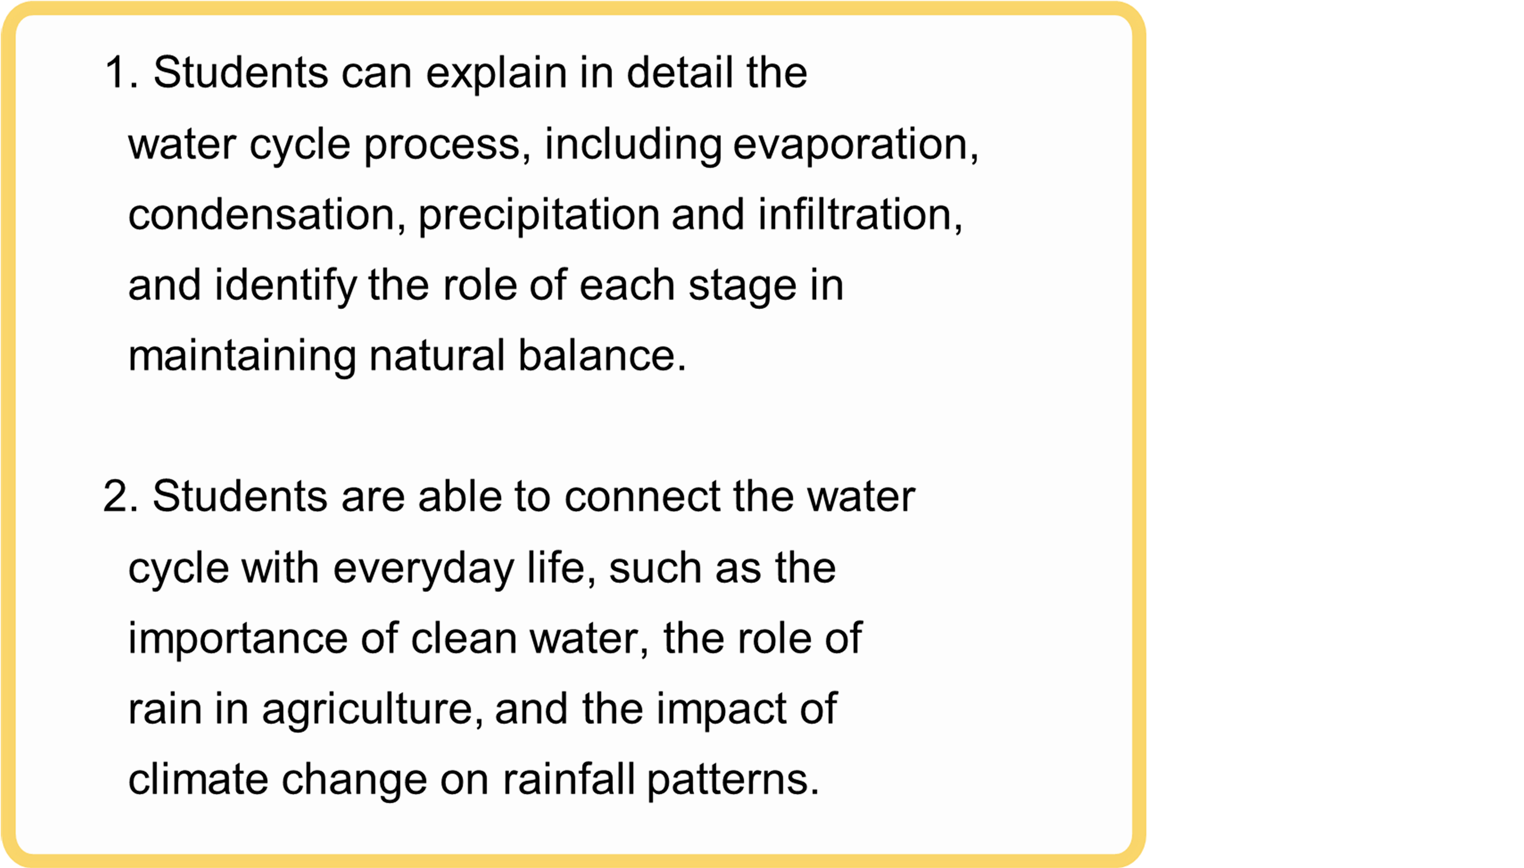 1. Students can explain in detail the
water cycle process, including evaporation,
condensation, precipitation and infiltration,
and identify the role of each stage in
maintaining natural balance.
2. Students are able to connect the water
cycle with everyday life, such as the
importance of clean water, the role of
rain in agriculture, and the impact of
climate change on rainfall patterns.